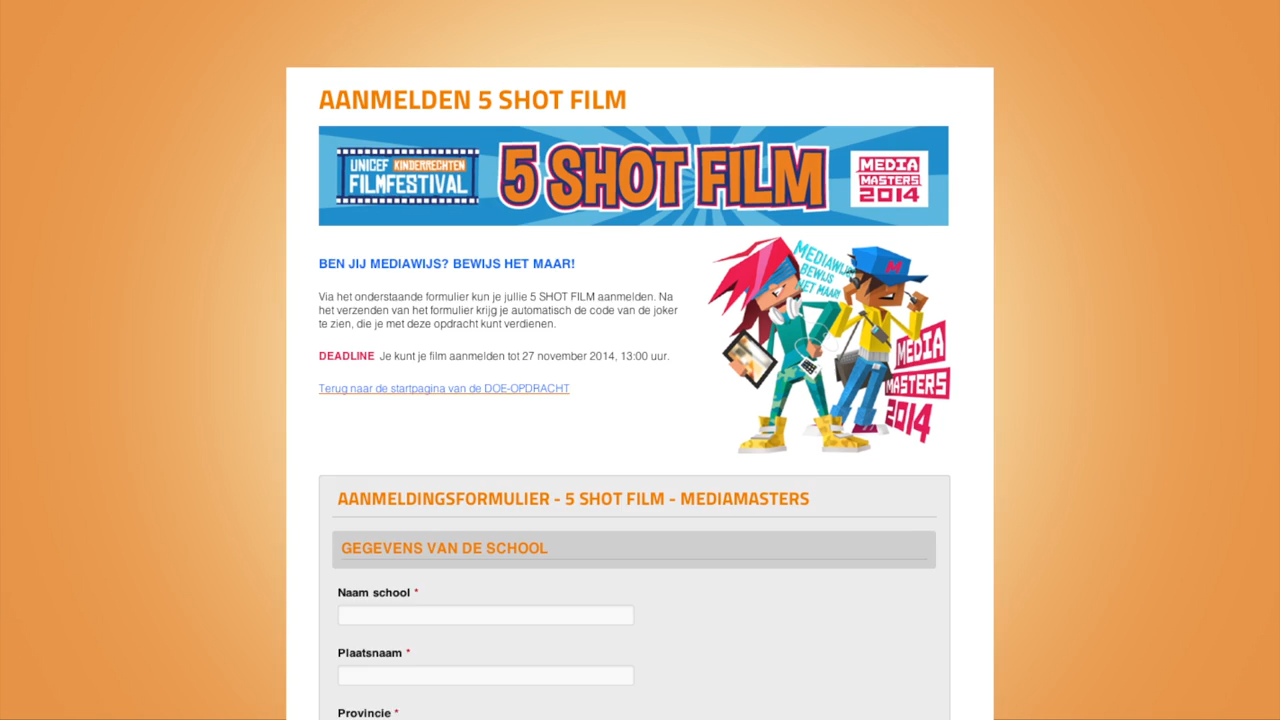 AANMELDEN 5 SHOT FILM
UNICEF KINDERRECHTEN
FILMFESTIVAL
5 SHOT FILM
MEDIA
MASTERS
2014
BEN JIJ MEDIAWIJS? BEWIJS HET MAAR!
Via het onderstaande formulier kun je jullie 5 SHOT FILM aanmelden. Na
het verzenden van het formulier krijg je automatisch de code van de joker
te zien, die je met deze opdracht kunt verdienen.
DEADLINE Je kunt je film aanmelden tot 27 november 2014, 13:00 uur.
Terug naar de startpagina van de DOE-OPDRACHT
MEDIAWIJS
BEWIJS
HET MAAR!
M
MEDIA
MASTERS
2014
AANMELDINGSFORMULIER - 5 SHOT FILM - MEDIAMASTERS
GEGEVENS VAN DE SCHOOL
Naam school *
Plaatsnaam *
Provincie *